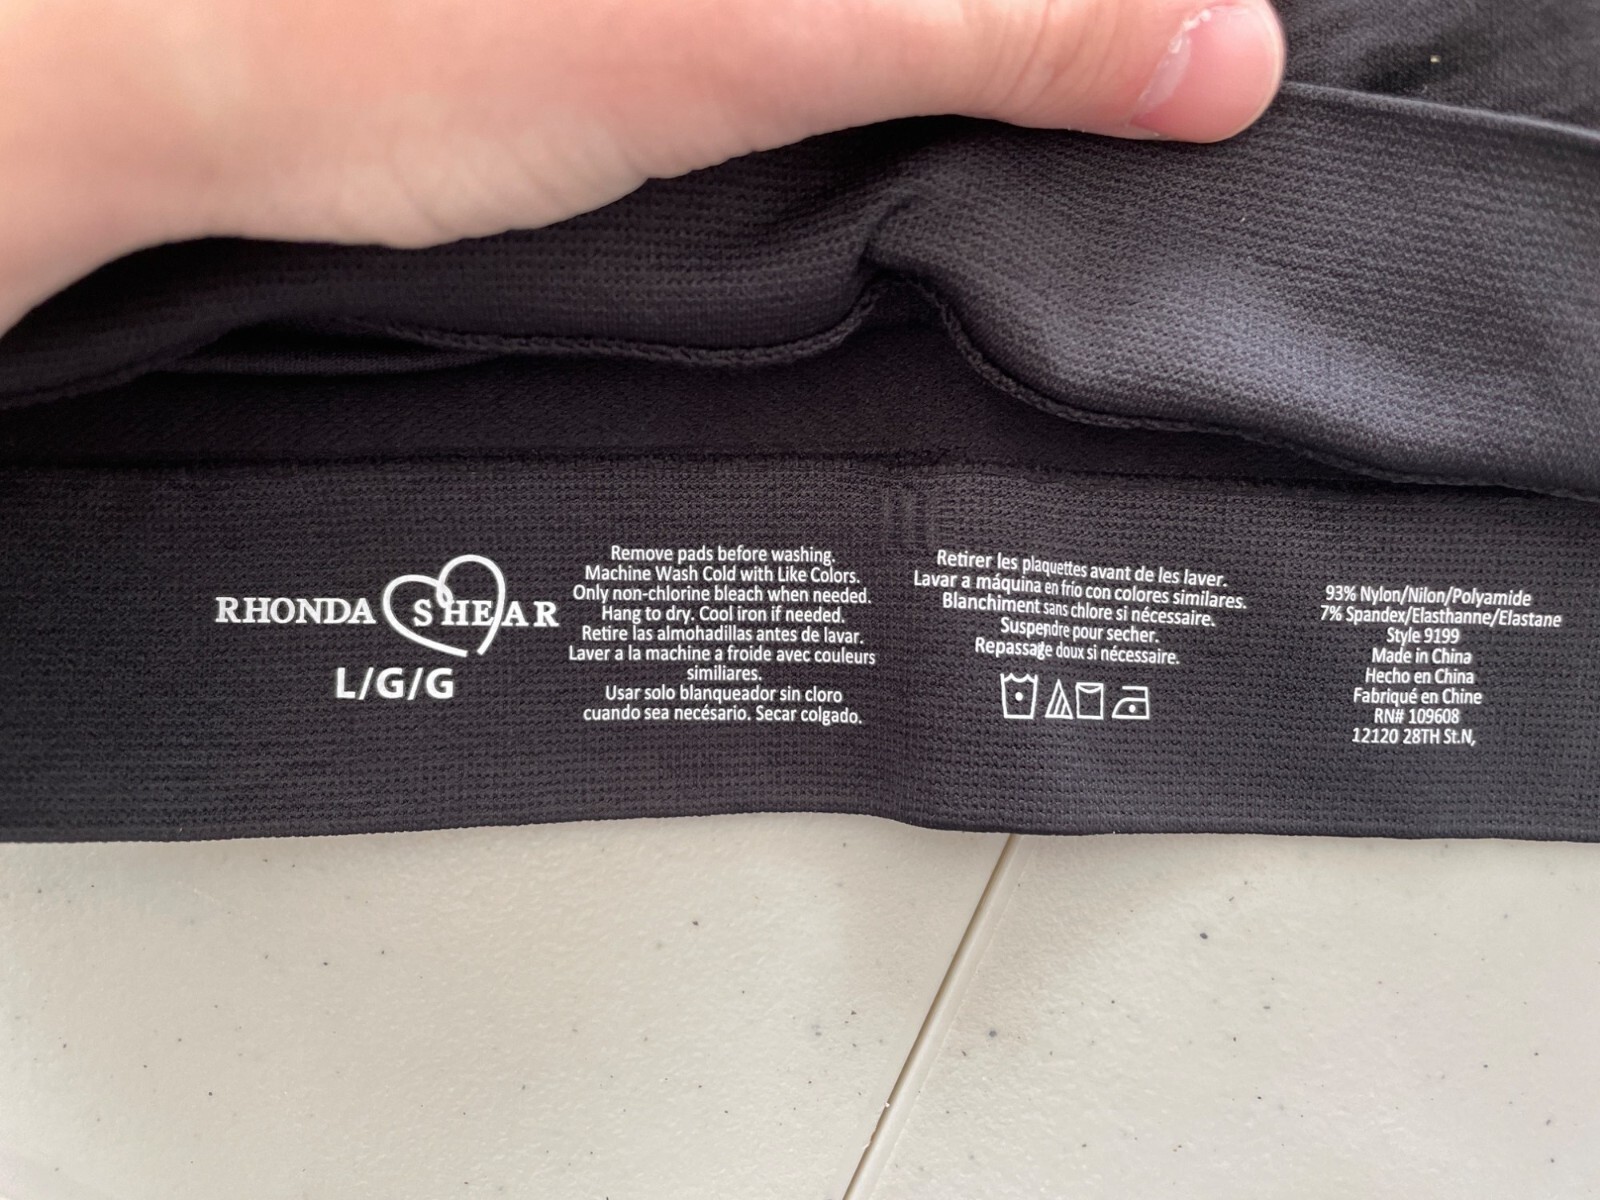 RHONDA SHEAR
L/G/G
Remove pads before washing.
Machine Wash Cold with Like Colors.
Only non-chlorine bleach when needed.
Hang to dry. Cool iron if needed.
Retire las almohadillas antes de lavar.
Laver a la machine a froide avec couleurs
similiares.
Usar solo blanqueador sin cloro
cuando sea necésario. Secar colgado.
Retirer les plaquettes avant de les laver.
Lavar a máquina en frío con colores similares.
Blanchiment sans chlore si nécessaire.
Suspendre pour secher.
Repassage doux si nécessaire.
93% Nylon/Nilon/Polyamide
7% Spandex/Elasthanne/Elastane
Style 9199
Made in China
Hecho en China
Fabriqué en Chine
RN# 109608
12120 28TH St.N,